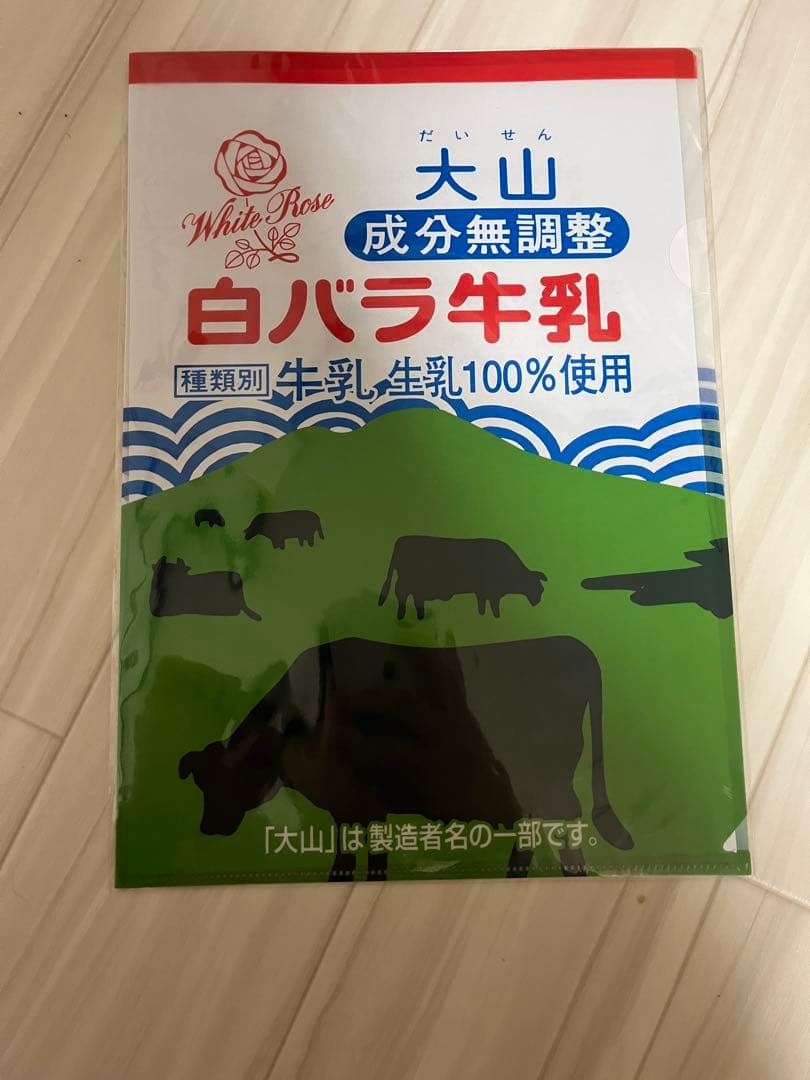 だいせん
大山
White Rose
成分無調整
白バラ牛乳
種類別 牛乳 生乳100%使用
「大山」は製造者名の一部です。